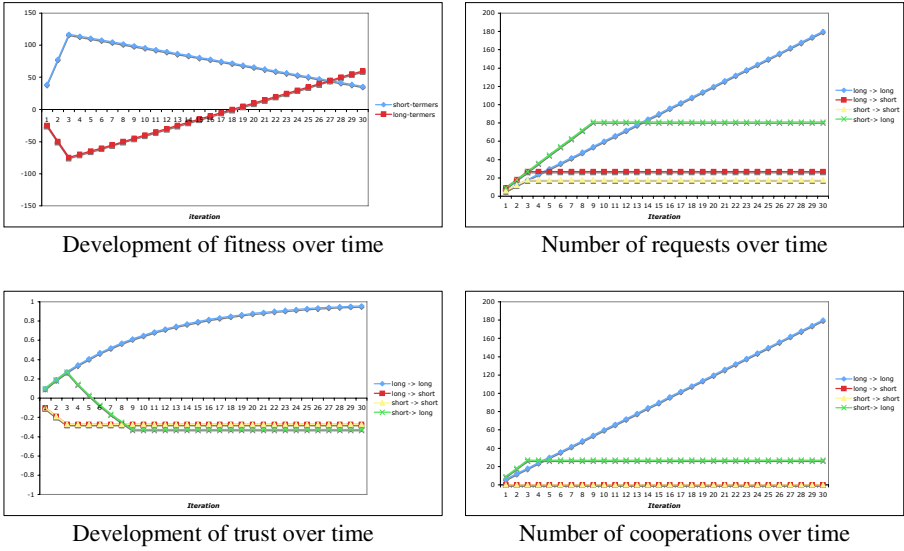 150
100
50
0
-50
-100
-150
1 2 3 4 5 6 7 8 9 10 11 12 13 14 15 16 17 18 19 20 21 22 23 24 25 26 27 28 29 30
iteration
short-termers
long-termers
Development of fitness over time
200
180
160
140
120
100
80
60
40
20
0
1 2 3 4 5 6 7 8 9 10 11 12 13 14 15 16 17 18 19 20 21 22 23 24 25 26 27 28 29 30
Iteration
long -> long
long -> short
short -> short
short-> long
Number of requests over time
1
0.8
0.6
0.4
0.2
0
-0.2
-0.4
-0.6
-0.8
-1
1 2 3 4 5 6 7 8 9 10 11 12 13 14 15 16 17 18 19 20 21 22 23 24 25 26 27 28 29 30
Iteration
long -> long
long -> short
short -> short
short-> long
Development of trust over time
200
180
160
140
120
100
80
60
40
20
0
1 2 3 4 5 6 7 8 9 10 11 12 13 14 15 16 17 18 19 20 21 22 23 24 25 26 27 28 29 30
Iteration
long -> long
long -> short
short -> short
short-> long
Number of cooperations over time